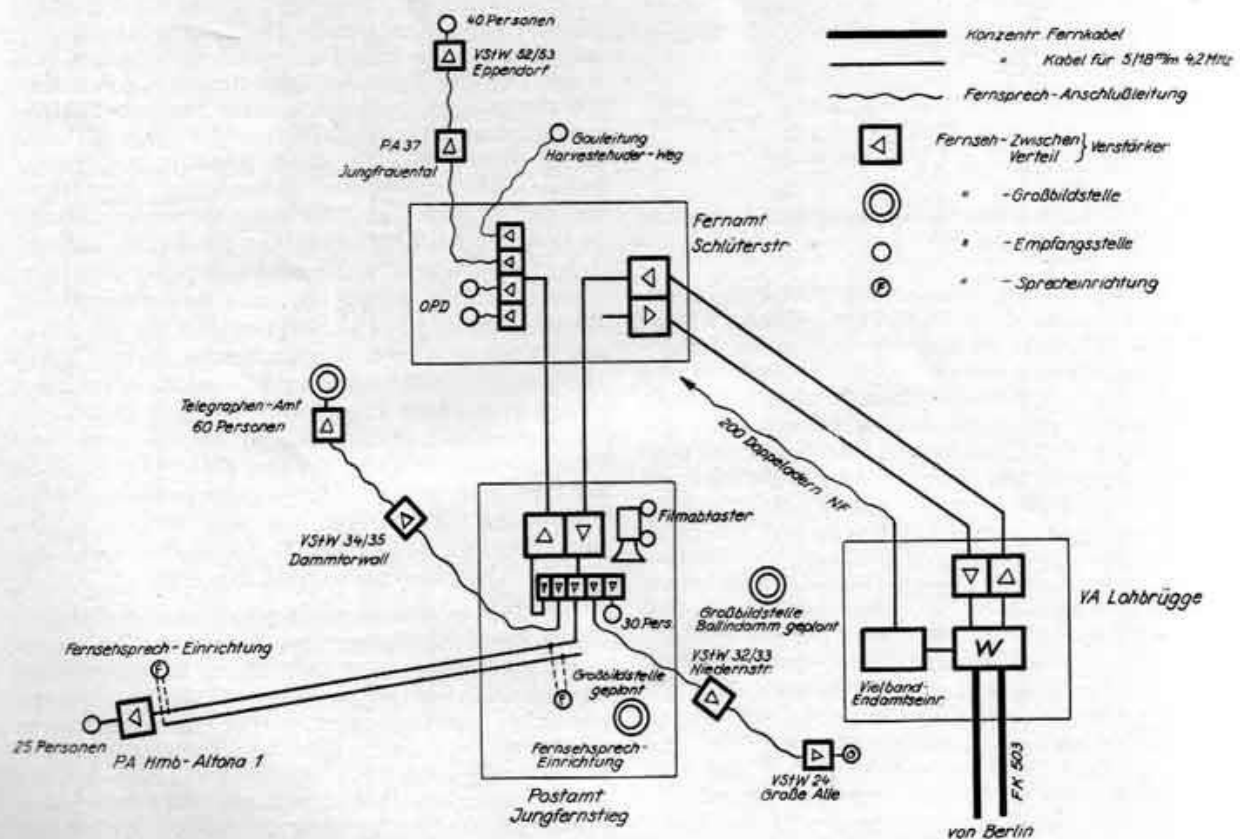 40 Personen
VStW 52/53
Eppendorf
PA 37
Jungfrauental
Gauleitung
Harvestehuder-Weg
Konzentr. Fernkabel
" Kabel für 5/18 m/m 4,2 MHz
Fernsprech-Anschlußleitung
Fernseh-Zwischen
Verteil } Verstärker
" -Großbildstelle
" -Empfangsstelle
F " -Sprecheinrichtung
Fernamt
Schlüterstr.
OPD
Telegraphen-Amt
60 Personen
VStW 34/35
Dammtorwall
200 Doppeladern NF
Filmabtaster
30 Pers.
Großbildstelle
Ballindamm geplant
VStW 32/33
Niedernstr.
VA Lohbrügge
W
Vielband-
Endamtseinr.
FK 503
von Berlin
Fernsehsprech-Einrichtung
F
25 Personen
PA Hmb-Altona 1
Großbildstelle
geplant
F
Fernsehsprech-
Einrichtung
VStW 24
Große Alle
Postamt
Jungfernstieg